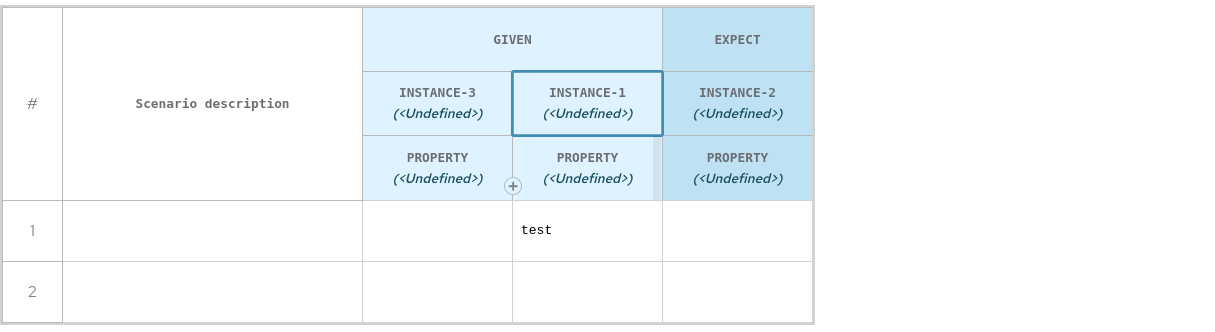 #
Scenario description
GIVEN
EXPECT
INSTANCE-3
(<Undefined>)
INSTANCE-1
(<Undefined>)
INSTANCE-2
(<Undefined>)
PROPERTY
(<Undefined>)
PROPERTY
(<Undefined>)
PROPERTY
(<Undefined>)
1
test
2